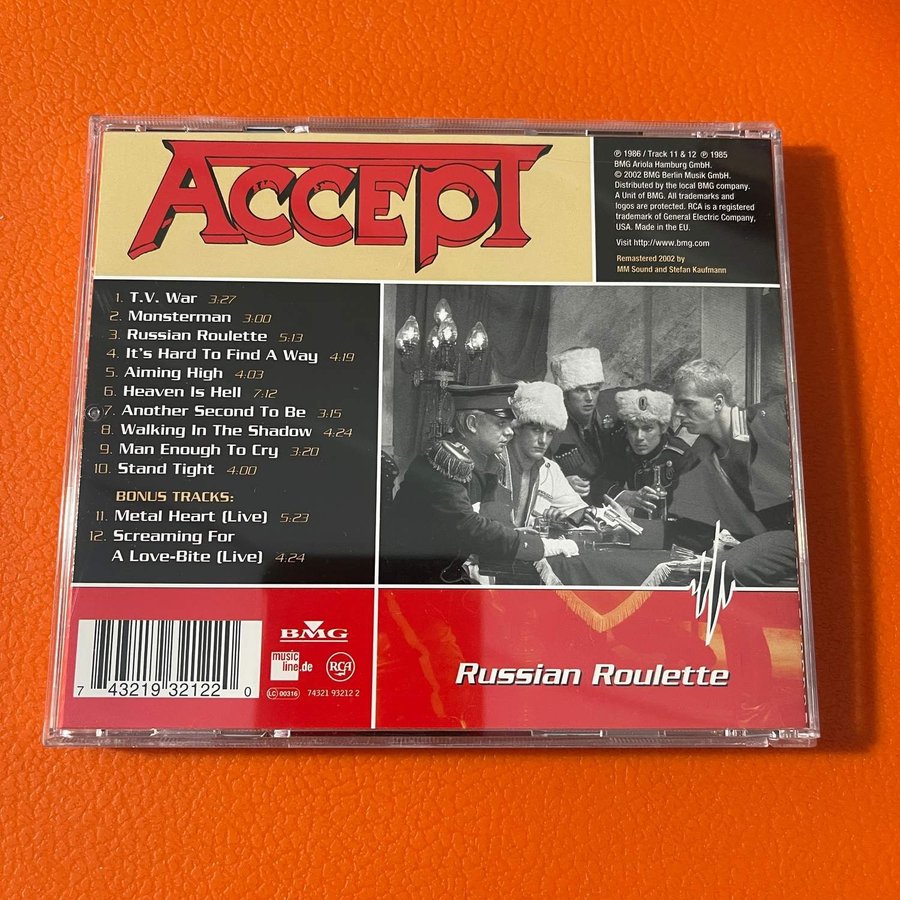 ACCEPT
℗ 1986 / Track 11 & 12 ℗ 1985
BMG Ariola Hamburg GmbH.
© 2002 BMG Berlin Musik GmbH.
Distributed by the local BMG company.
A Unit of BMG. All trademarks and
logos are protected. RCA is a registered
trademark of General Electric Company,
USA. Made in the EU.
Visit http://www.bmg.com
Remastered 2002 by
MM Sound and Stefan Kaufmann
1. T.V. War 3:27
2. Monsterman 3:00
3. Russian Roulette 5:13
4. It's Hard To Find A Way 4:19
5. Aiming High 4:03
6. Heaven Is Hell 7:12
7. Another Second To Be 3:15
8. Walking In The Shadow 4:24
9. Man Enough To Cry 3:20
10. Stand Tight 4:00
BONUS TRACKS:
11. Metal Heart (Live) 5:23
12. Screaming For
A Love-Bite (Live) 4:24
7 43219 32122 0
BMG
music
line.de
RCA
LC 00316
74321 93212 2
Russian Roulette